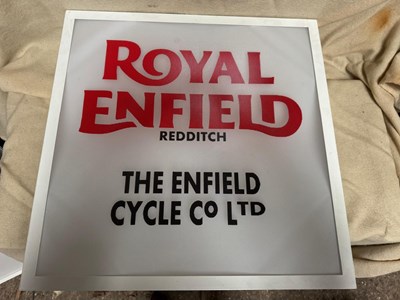 ROYAL
ENFIELD
REDDITCH
THE ENFIELD
CYCLE Co LTD